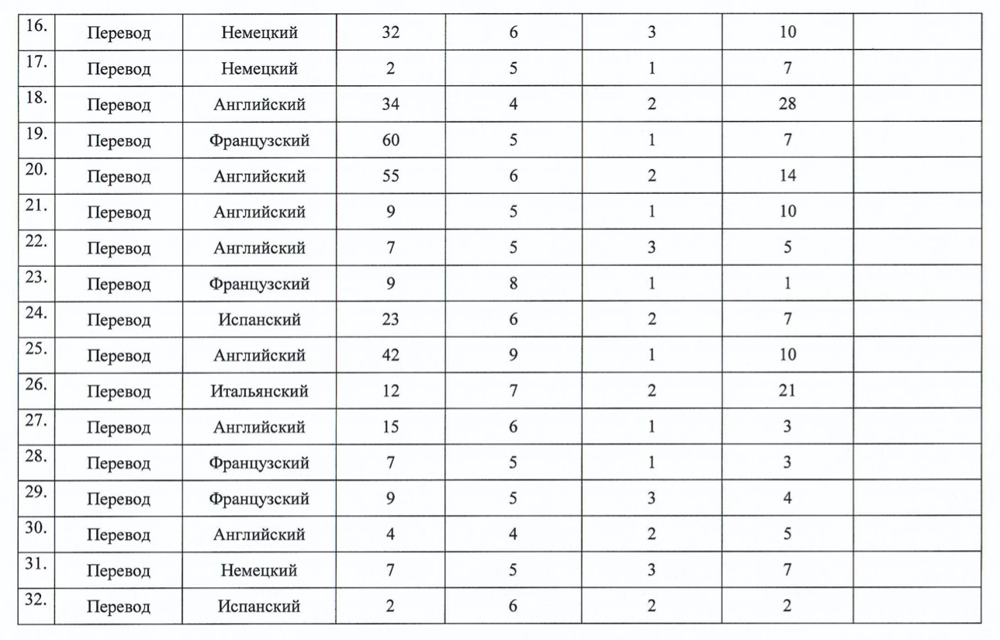 16. Перевод Немецкий 32 6 3 10
17. Перевод Немецкий 2 5 1 7
18. Перевод Английский 34 4 2 28
19. Перевод Французский 60 5 1 7
20. Перевод Английский 55 6 2 14
21. Перевод Английский 9 5 1 10
22. Перевод Английский 7 5 3 5
23. Перевод Французский 9 8 1 1
24. Перевод Испанский 23 6 2 7
25. Перевод Английский 42 9 1 10
26. Перевод Итальянский 12 7 2 21
27. Перевод Английский 15 6 1 3
28. Перевод Французский 7 5 1 3
29. Перевод Французский 9 5 3 4
30. Перевод Английский 4 4 2 5
31. Перевод Немецкий 7 5 3 7
32. Перевод Испанский 2 6 2 2